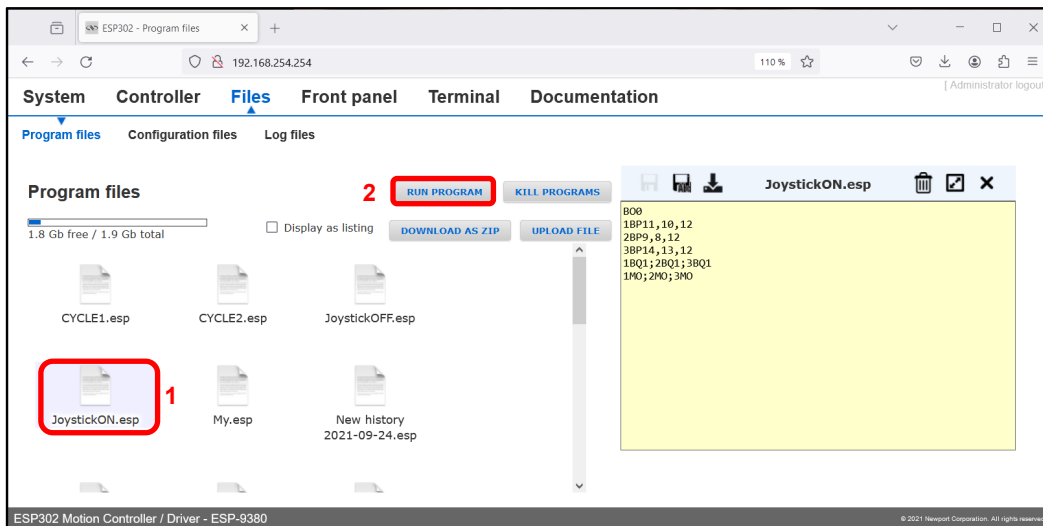 ESP302 - Program files
192.168.254.254
110 %
System Controller Files Front panel Terminal Documentation
[ Administrator logout
Program files Configuration files Log files
Program files
2
RUN PROGRAM
KILL PROGRAMS
1.8 Gb free / 1.9 Gb total
Display as listing
DOWNLOAD AS ZIP
UPLOAD FILE
CYCLE1.esp
CYCLE2.esp
JoystickOFF.esp
1
JoystickON.esp
My.esp
New history
2021-09-24.esp
JoystickON.esp
BO0
1BP11,10,12
2BP9,8,12
3BP14,13,12
1BQ1;2BQ1;3BQ1
1MO;2MO;3MO
ESP302 Motion Controller / Driver - ESP-9380
© 2021 Newport Corporation. All rights reserved